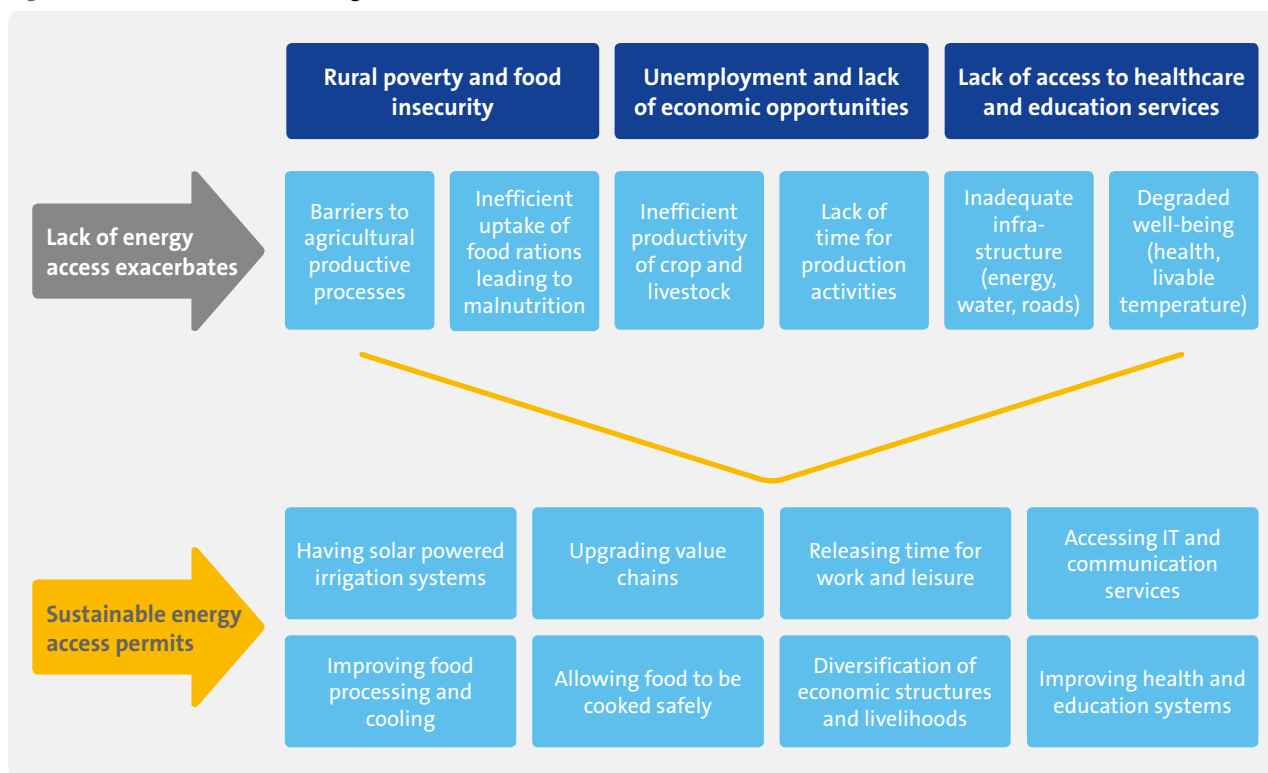 Rural poverty and food
insecurity
Unemployment and lack
of economic opportunities
Lack of access to healthcare
and education services
Lack of energy
access exacerbates
Barriers to
agricultural
productive
processes
Inefficient
uptake of
food rations
leading to
malnutrition
Inefficient
productivity
of crop and
livestock
Lack of
time for
production
activities
Inadequate
infra-
structure
(energy,
water, roads)
Degraded
well-being
(health,
livable
temperature)
Sustainable energy
access permits
Having solar powered
irrigation systems
Upgrading value
chains
Releasing time for
work and leisure
Accessing IT and
communication
services
Improving food
processing and
cooling
Allowing food to be
cooked safely
Diversification of
economic structures
and livelihoods
Improving health and
education systems